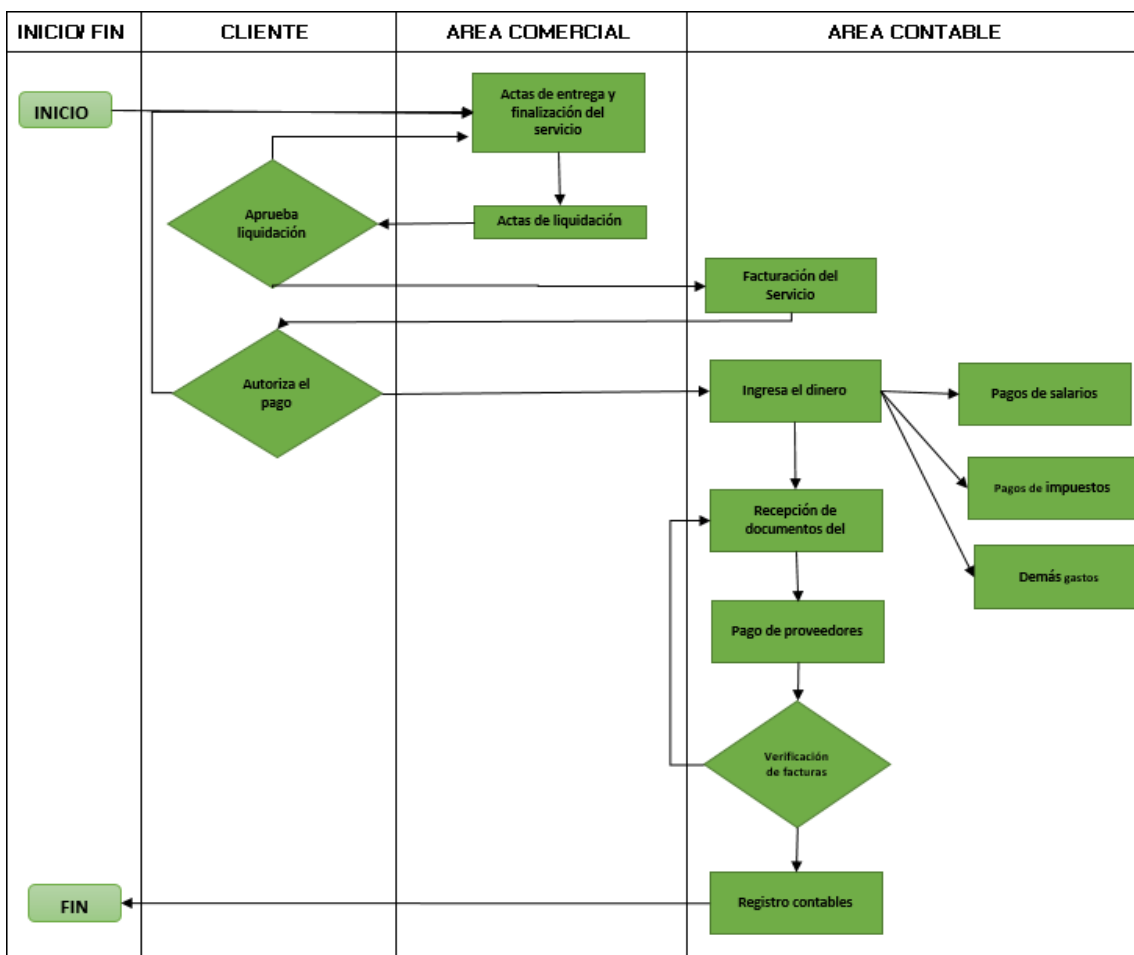 INICIO/ FIN
CLIENTE
AREA COMERCIAL
AREA CONTABLE
INICIO
Actas de entrega y
finalización del
servicio
Aprueba
liquidación
Actas de liquidación
Facturación del
Servicio
Autoriza el
pago
Ingresa el dinero
Pagos de salarios
Pagos de impuestos
Recepción de
documentos del
Demás gastos
Pago de proveedores
Verificación
de facturas
Registro contables
FIN